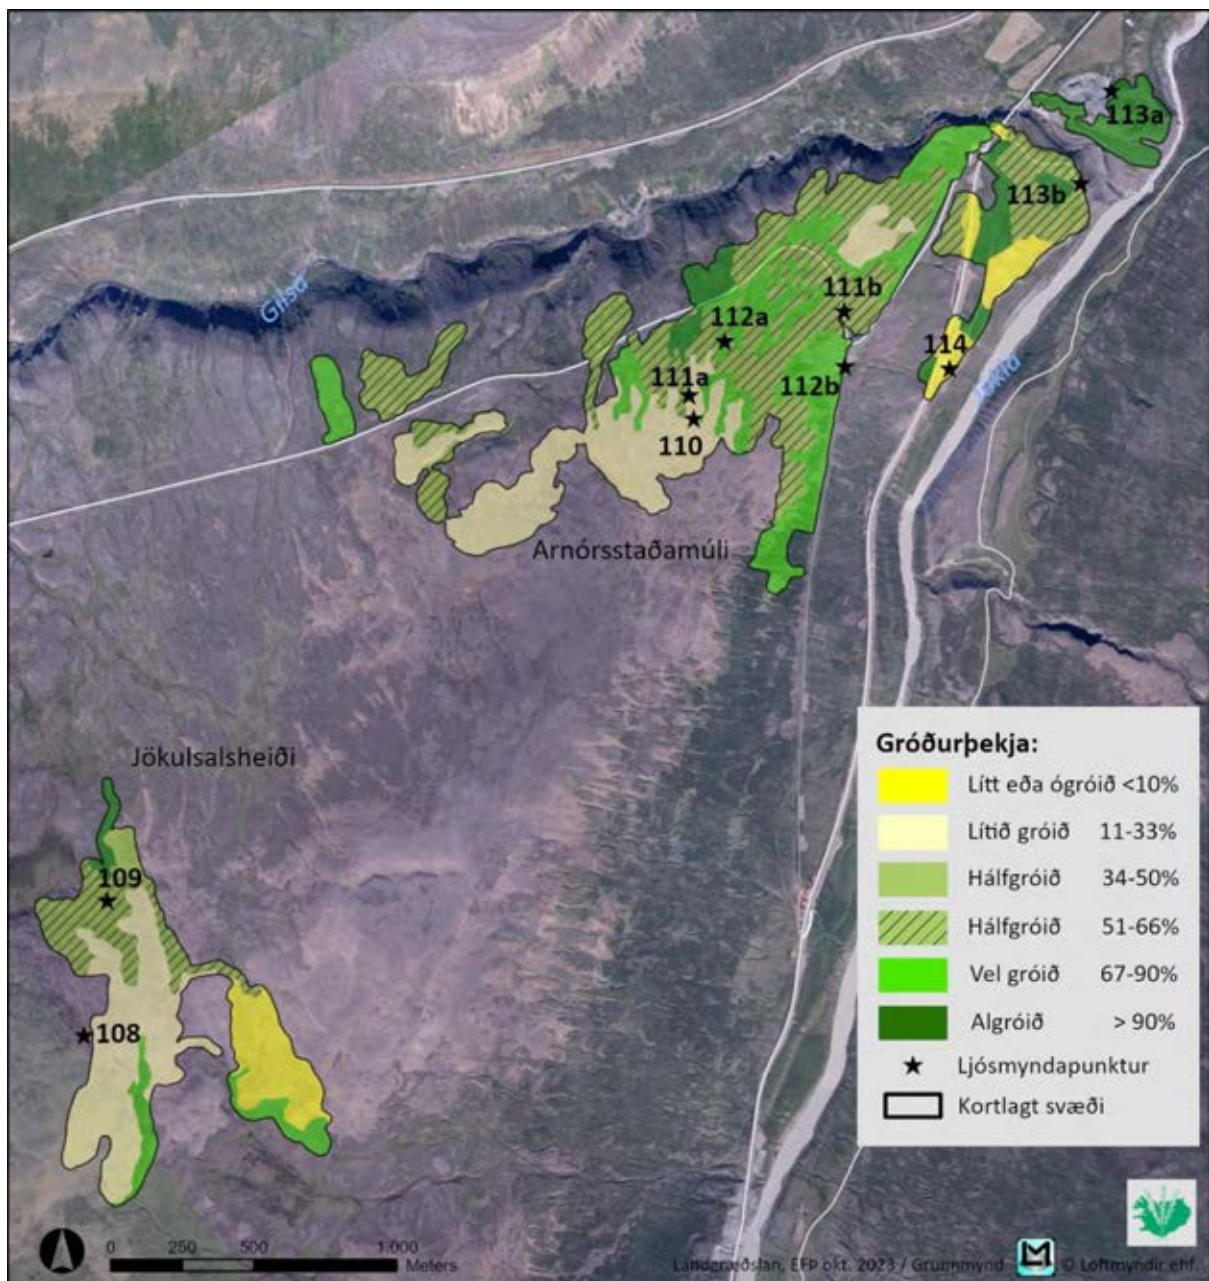 113a
113b
Gilsá
111b
112a
114
111a
112b
Jökla
110
Arnórsstaðamúli
Jökulsalsheiði
109
108
Gróðurþekja:
Lítt eða ógróið <10%
Lítið gróið 11-33%
Hálfgróið 34-50%
Hálfgróið 51-66%
Vel gróið 67-90%
Algróið > 90%
Ljósmyndapunktur
Kortlagt svæði
0 250 500 1.000
Meters
Landgræðslan, EFÞ okt. 2023 / Grunnmynd © Loftmyndir ehf.